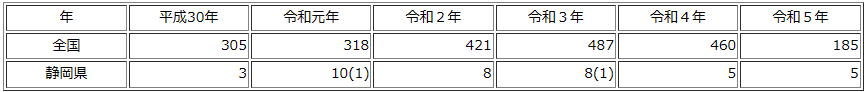 年 平成30年 令和元年 令和２年 令和３年 令和４年 令和５年
全国 305 318 421 487 460 185
静岡県 3 10(1) 8 8(1) 5 5